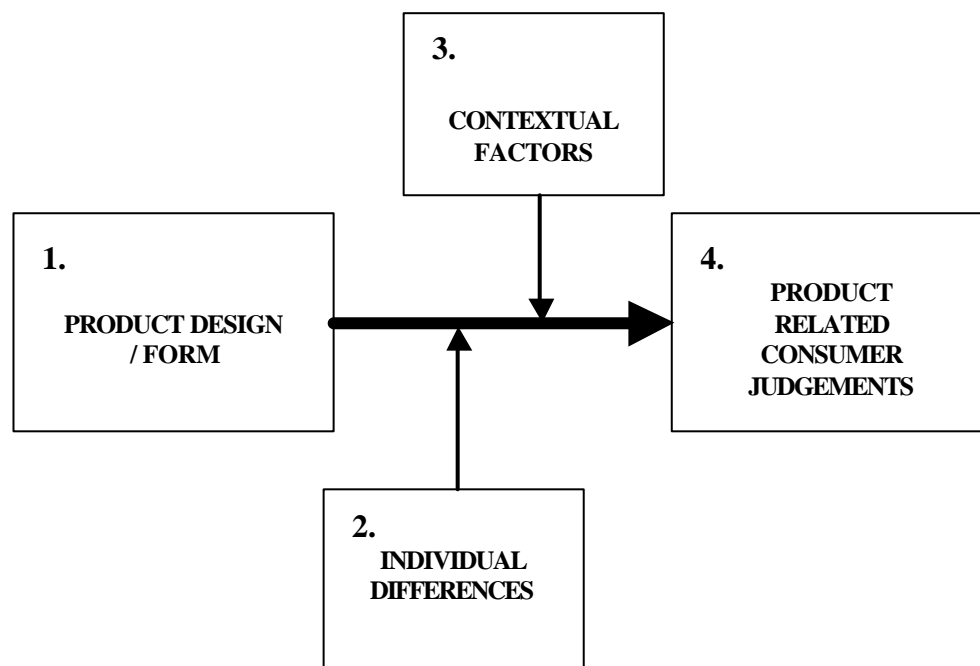 3.
CONTEXTUAL
FACTORS
1.
PRODUCT DESIGN
/ FORM
4.
PRODUCT
RELATED
CONSUMER
JUDGEMENTS
2.
INDIVIDUAL
DIFFERENCES